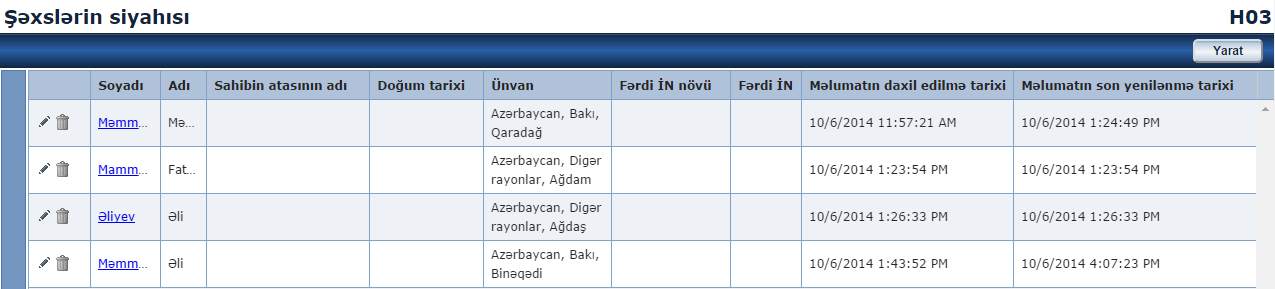 Şəxslərin siyahısı H03
Yarat
Soyadı Adı Sahibin atasının adı Doğum tarixi Ünvan Fərdi İN növü Fərdi İN Məlumatın daxil edilmə tarixi Məlumatın son yenilənmə tarixi
Azərbaycan, Bakı,
Məmm... Mə... 10/6/2014 11:57:21 AM 10/6/2014 1:24:49 PM
Qaradağ
Azərbaycan, Digər
Mamm... Fat... 10/6/2014 1:23:54 PM 10/6/2014 1:23:54 PM
rayonlar, Ağdam
Azərbaycan, Digər
Əliyev Əli 10/6/2014 1:26:33 PM 10/6/2014 1:26:33 PM
rayonlar, Ağdaş
Azərbaycan, Bakı,
Məmm... Əli 10/6/2014 1:43:52 PM 10/6/2014 4:07:23 PM
Binəqədi